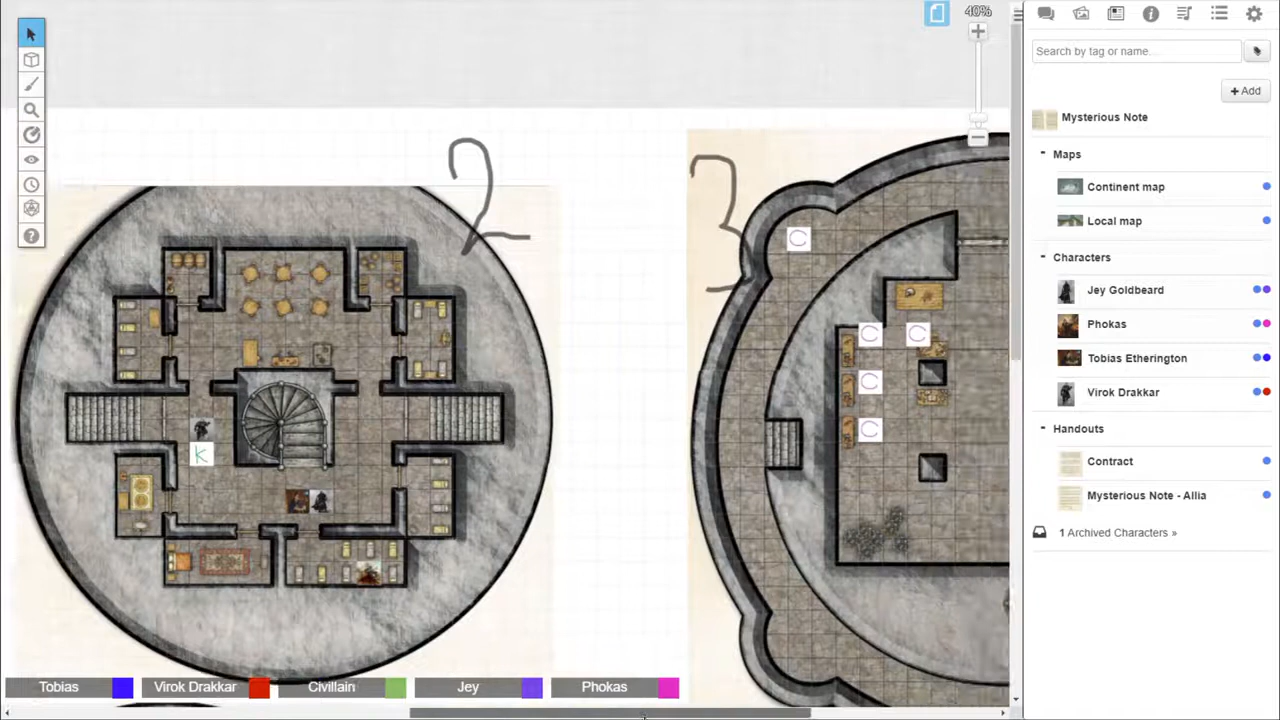 40%
2
3
C
C
C
C
C
K
Tobias
Virok Drakkar
Civillain
Jey
Phokas
Search by tag or name...
+ Add
Mysterious Note
Maps
Continent map
Local map
Characters
Jey Goldbeard
Phokas
Tobias Etherington
Virok Drakkar
Handouts
Contract
Mysterious Note - Allia
1 Archived Characters »